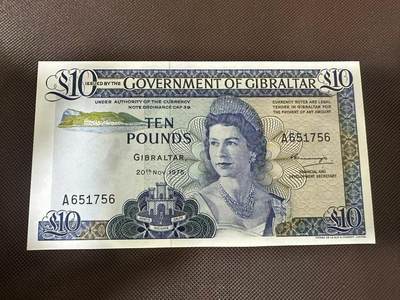 £10 ISSUED BY THE GOVERNMENT OF GIBRALTAR £10
UNDER AUTHORITY OF THE CURRENCY
NOTE ORDINANCE CAP 39
CURRENCY NOTES ARE LEGAL
TENDER IN GIBRALTAR FOR
THE PAYMENT OF ANY AMOUNT
TEN
POUNDS
A651756
GIBRALTAR,
20TH NOV 1975
FINANCIAL AND
DEVELOPMENT SECRETARY
A651756
£10
£10